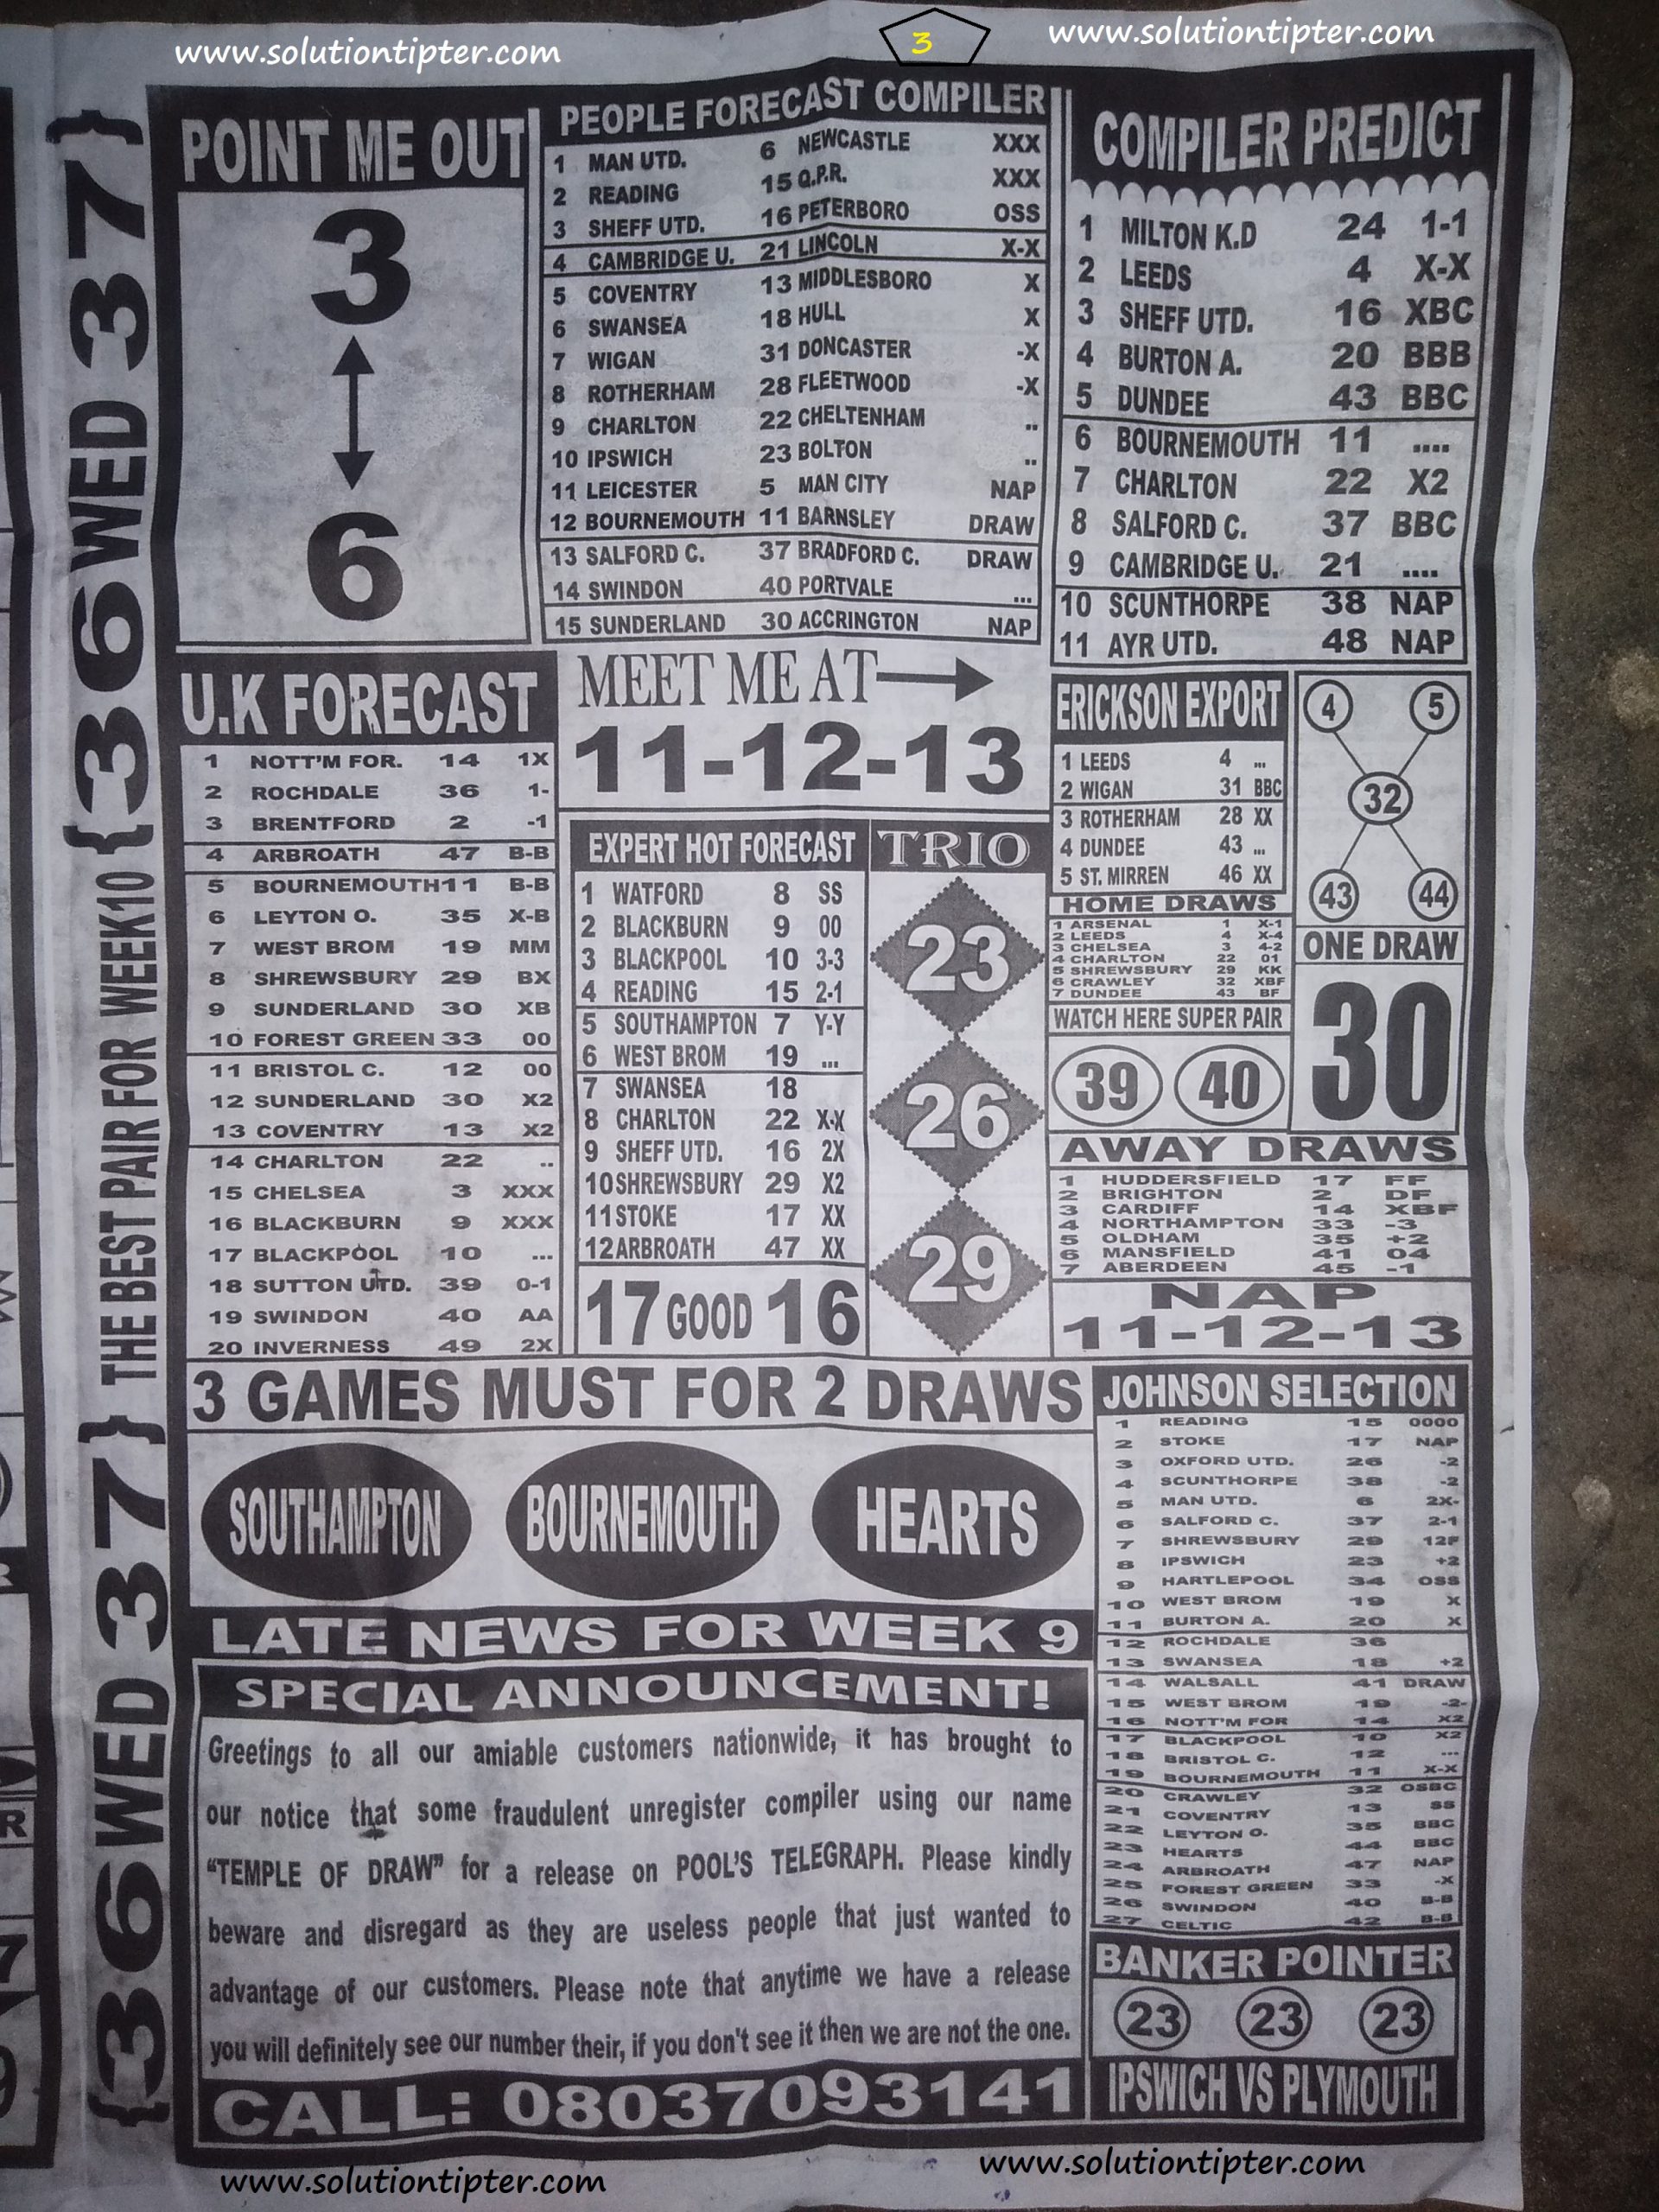 www.solutiontipter.com
3
www.solutiontipter.com
{36 WED 37} THE BEST PAIR FOR WEEK10 {36 WED 37}
POINT ME OUT
3
6
PEOPLE FORECAST COMPILER
1 MAN UTD. 6 NEWCASTLE XXX
2 READING 15 Q.P.R. XXX
3 SHEFF UTD. 16 PETERBORO OSS
4 CAMBRIDGE U. 21 LINCOLN X-X
5 COVENTRY 13 MIDDLESBORO X
6 SWANSEA 18 HULL X
7 WIGAN 31 DONCASTER -X
8 ROTHERHAM 28 FLEETWOOD -X
9 CHARLTON 22 CHELTENHAM ..
10 IPSWICH 23 BOLTON ..
11 LEICESTER 5 MAN CITY NAP
12 BOURNEMOUTH 11 BARNSLEY DRAW
13 SALFORD C. 37 BRADFORD C. DRAW
14 SWINDON 40 PORTVALE ...
15 SUNDERLAND 30 ACCRINGTON NAP
COMPILER PREDICT
1 MILTON K.D 24 1-1
2 LEEDS 4 X-X
3 SHEFF UTD. 16 XBC
4 BURTON A. 20 BBB
5 DUNDEE 43 BBC
6 BOURNEMOUTH 11 ....
7 CHARLTON 22 X2
8 SALFORD C. 37 BBC
9 CAMBRIDGE U. 21 ....
10 SCUNTHORPE 38 NAP
11 AYR UTD. 48 NAP
U.K FORECAST
1 NOTT'M FOR. 14 1X
2 ROCHDALE 36 1-
3 BRENTFORD 2 -1
4 ARBROATH 47 B-B
5 BOURNEMOUTH11 B-B
6 LEYTON O. 35 X-B
7 WEST BROM 19 MM
8 SHREWSBURY 29 BX
9 SUNDERLAND 30 XB
10 FOREST GREEN 33 00
11 BRISTOL C. 12 00
12 SUNDERLAND 30 X2
13 COVENTRY 13 X2
14 CHARLTON 22 ..
15 CHELSEA 3 XXX
16 BLACKBURN 9 XXX
17 BLACKPOOL 10 ...
18 SUTTON UTD. 39 0-1
19 SWINDON 40 AA
20 INVERNESS 49 2X
MEET ME AT
11-12-13
EXPERT HOT FORECAST
1 WATFORD 8 SS
2 BLACKBURN 9 00
3 BLACKPOOL 10 3-3
4 READING 15 2-1
5 SOUTHAMPTON 7 Y-Y
6 WEST BROM 19 ...
7 SWANSEA 18
8 CHARLTON 22 X-X
9 SHEFF UTD. 16 2X
10 SHREWSBURY 29 X2
11 STOKE 17 XX
12 ARBROATH 47 XX
17 GOOD 16
TRIO
23
26
29
ERICKSON EXPORT
1 LEEDS 4 ...
2 WIGAN 31 BBC
3 ROTHERHAM 28 XX
4 DUNDEE 43 ...
5 ST. MIRREN 46 XX
HOME DRAWS
1 ARSENAL 1 X-1
2 LEEDS 4 X-4
3 CHELSEA 3 4-2
4 CHARLTON 22 01
5 SHREWSBURY 29 KK
6 CRAWLEY 32 XBF
7 DUNDEE 43 BF
WATCH HERE SUPER PAIR
39 40
4 5
32
43 44
ONE DRAW
30
AWAY DRAWS
1 HUDDERSFIELD 17 FF
2 BRIGHTON 2 DF
3 CARDIFF 14 XBF
4 NORTHAMPTON 33 -3
5 OLDHAM 35 +2
6 MANSFIELD 41 04
7 ABERDEEN 45 -1
NAP
11-12-13
3 GAMES MUST FOR 2 DRAWS
SOUTHAMPTON BOURNEMOUTH HEARTS
LATE NEWS FOR WEEK 9
SPECIAL ANNOUNCEMENT!
Greetings to all our amiable customers nationwide, it has brought to
our notice that some fraudulent unregister compiler using our name
“TEMPLE OF DRAW” for a release on POOL'S TELEGRAPH. Please kindly
beware and disregard as they are useless people that just wanted to
advantage of our customers. Please note that anytime we have a release
you will definitely see our number their, if you don't see it then we are not the one.
CALL: 08037093141
JOHNSON SELECTION
1 READING 15 0000
2 STOKE 17 NAP
3 OXFORD UTD. 26 -2
4 SCUNTHORPE 38 -2
5 MAN UTD. 6 2X-
6 SALFORD C. 37 2-1
7 SHREWSBURY 29 12F
8 IPSWICH 23 +2
9 HARTLEPOOL 34 OSS
10 WEST BROM 19 X
11 BURTON A. 20 X
12 ROCHDALE 36
13 SWANSEA 18 +2
14 WALSALL 41 DRAW
15 WEST BROM 19 -2-
16 NOTT'M FOR 14 X2
17 BLACKPOOL 10 X2
18 BRISTOL C. 12 ...
19 BOURNEMOUTH 11 X-X
20 CRAWLEY 32 OSBC
21 COVENTRY 13 SS
22 LEYTON O. 35 BBC
23 HEARTS 44 BBC
24 ARBROATH 47 NAP
25 FOREST GREEN 33 -X
26 SWINDON 40 B-B
27 CELTIC 42 B-B
BANKER POINTER
23 23 23
IPSWICH VS PLYMOUTH
www.solutiontipter.com
www.solutiontipter.com